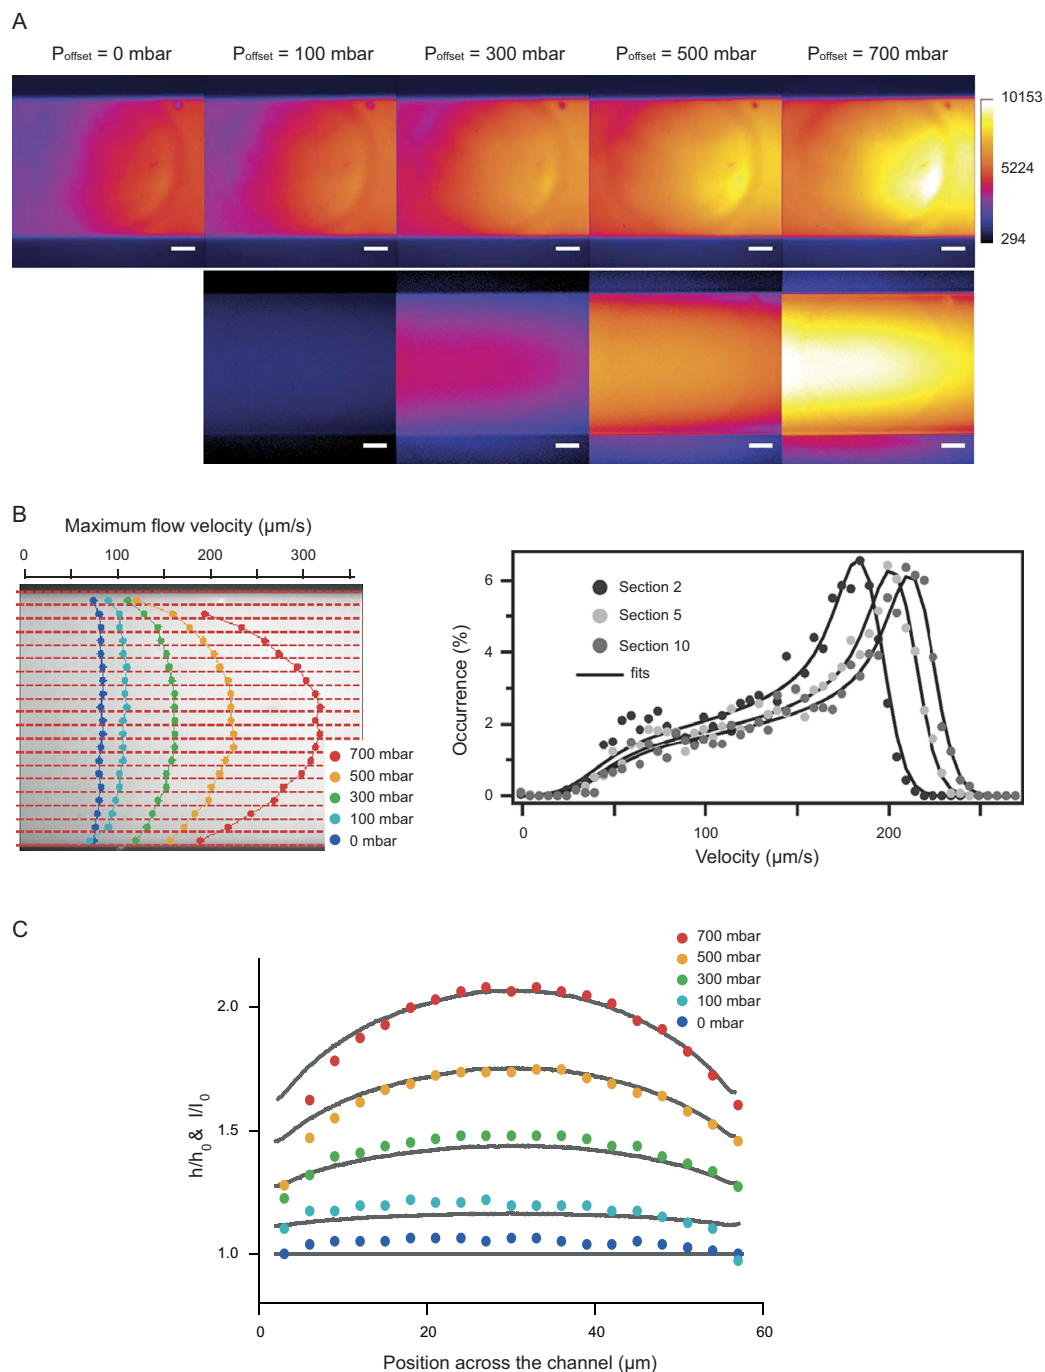 A
Poffset = 0 mbar
Poffset = 100 mbar
Poffset = 300 mbar
Poffset = 500 mbar
Poffset = 700 mbar
10153
5224
294
B
Maximum flow velocity (µm/s)
0 100 200 300
700 mbar
500 mbar
300 mbar
100 mbar
0 mbar
Occurrence (%)
6
4
2
0
Section 2
Section 5
Section 10
fits
0 100 200
Velocity (µm/s)
C
700 mbar
500 mbar
300 mbar
100 mbar
0 mbar
h/h0 & I/I0
2.0
1.5
1.0
0 20 40 60
Position across the channel (µm)